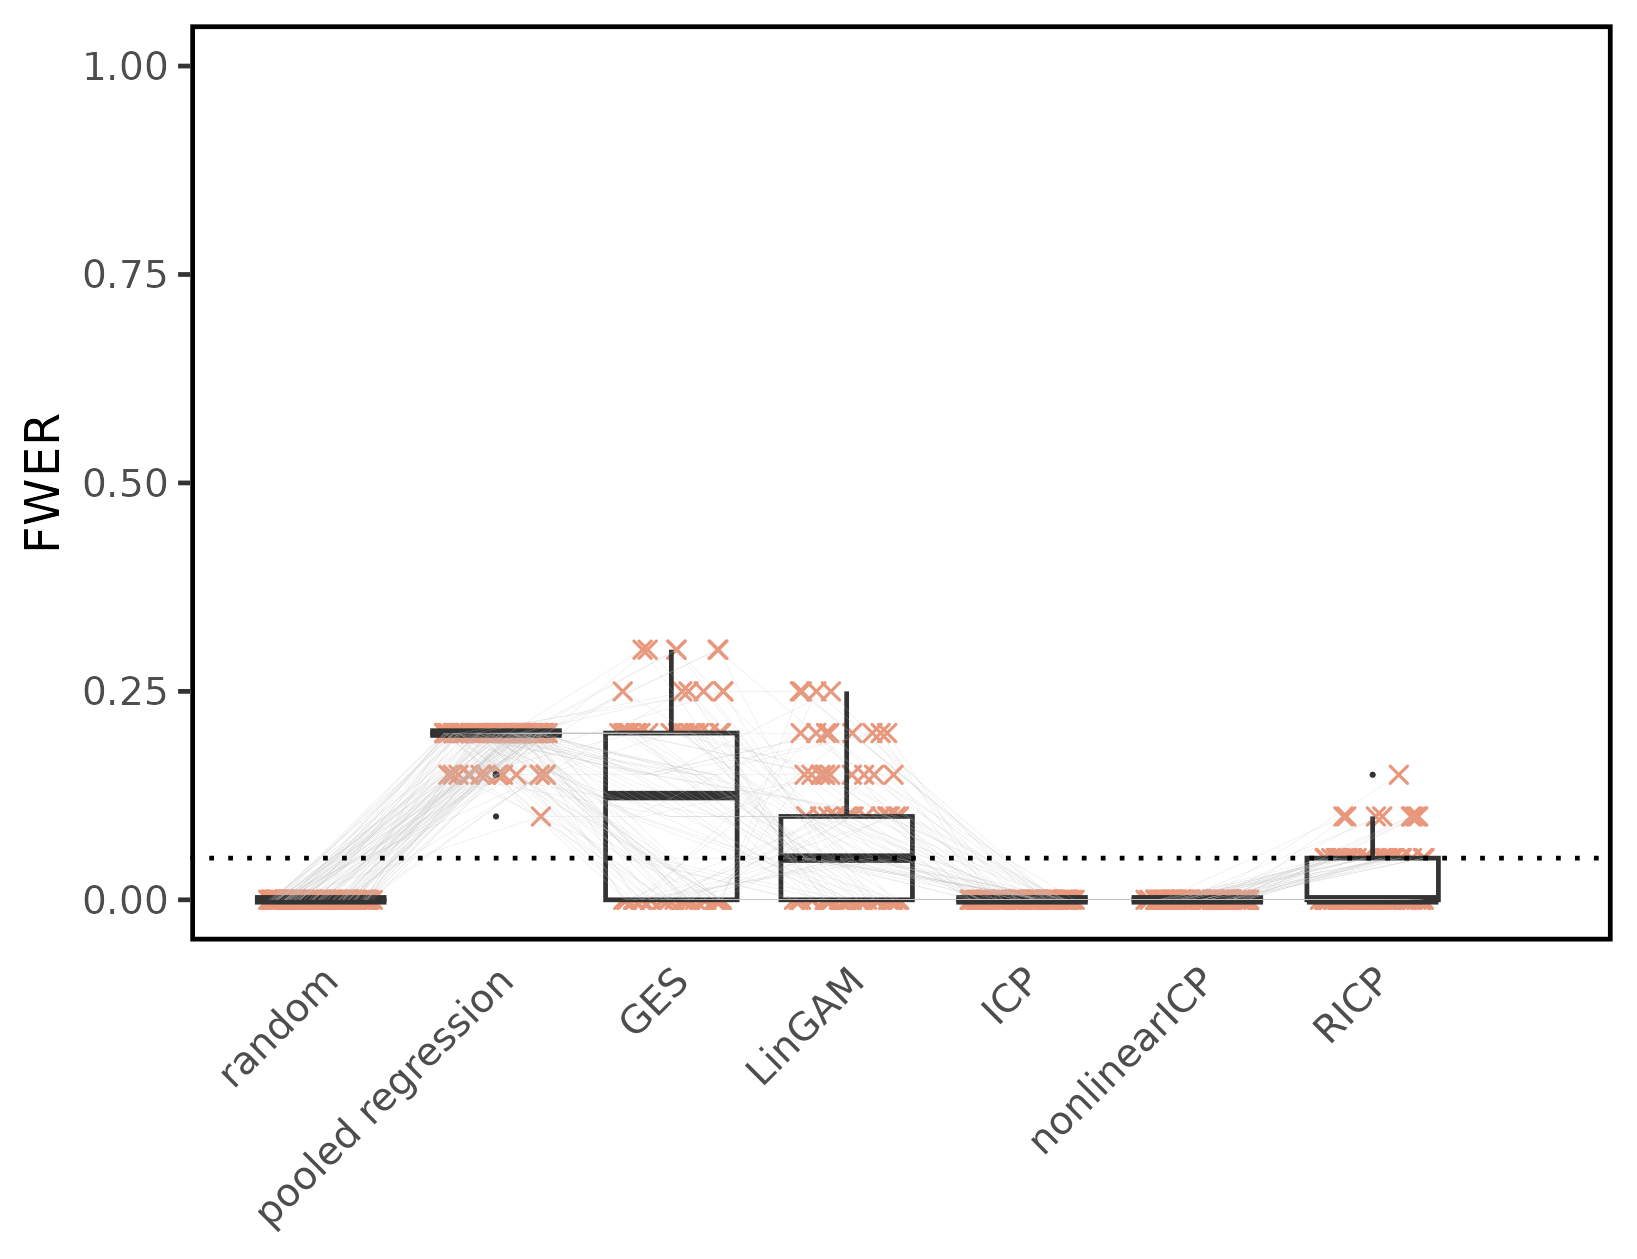 FWER
1.00
0.75
0.50
0.25
0.00
random
pooled regression
GES
LinGAM
ICP
nonlinearICP
RICP